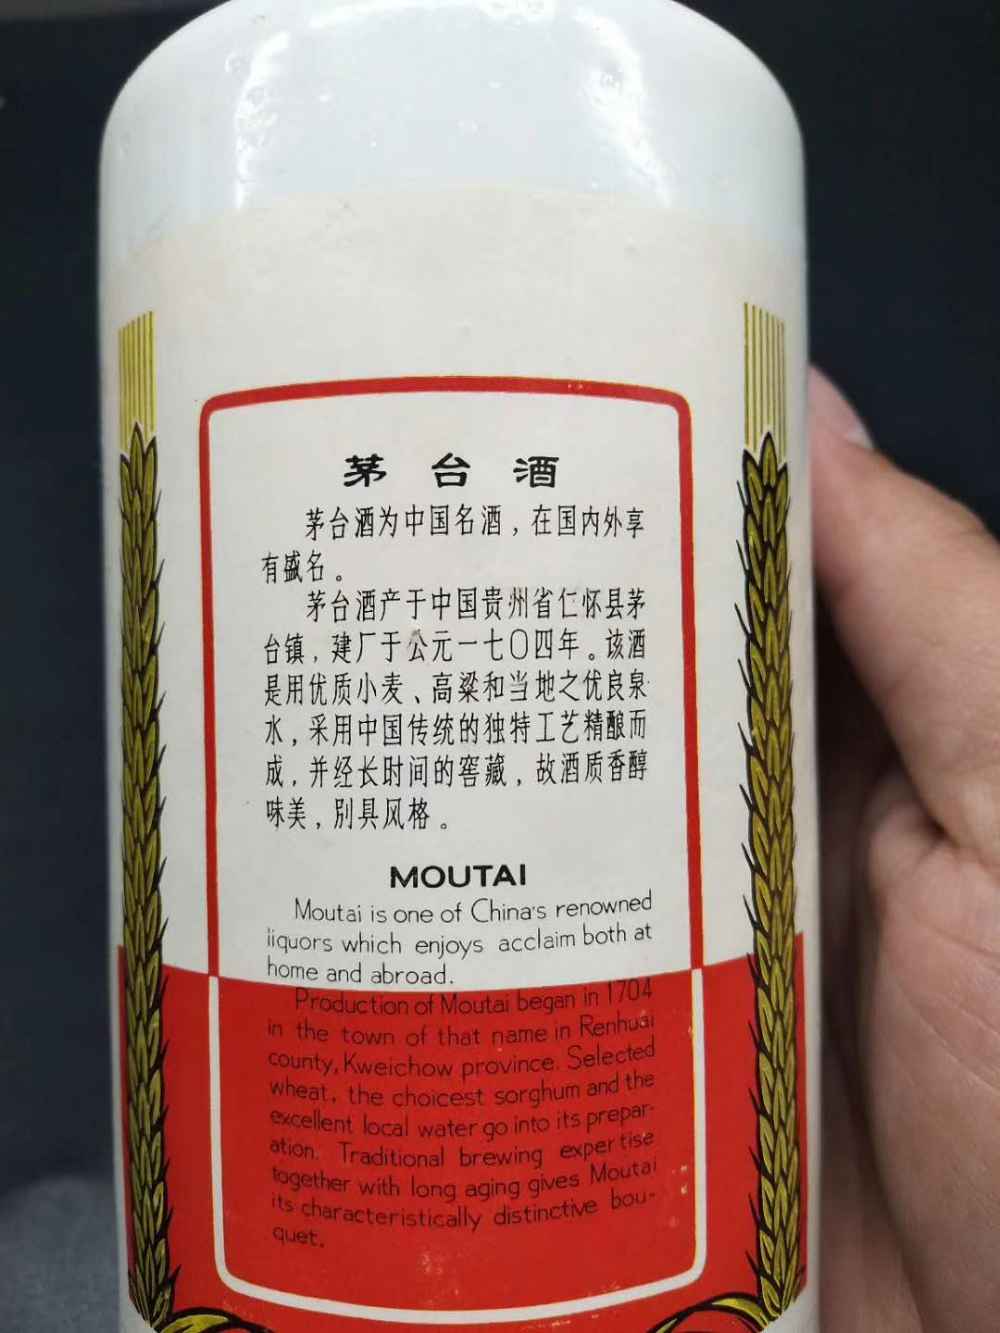 茅台酒
茅台酒为中国名酒，在国内外享
有盛名。
茅台酒产于中国贵州省仁怀县茅
台镇，建厂于公元一七〇四年。该酒
是用优质小麦、高粱和当地之优良泉
水，采用中国传统的独特工艺精酿而
成，并经长时间的窖藏，故酒质香醇
味美，别具风格。
MOUTAI
Moutai is one of China's renowned
liquors which enjoys acclaim both at
home and abroad.
Production of Moutai began in 1704
in the town of that name in Renhuai
county, Kweichow province. Selected
wheat, the choicest sorghum and the
excellent local water go into its prepar-
ation. Traditional brewing expertise
together with long aging gives Moutai
its characteristically distinctive bou-
quet.